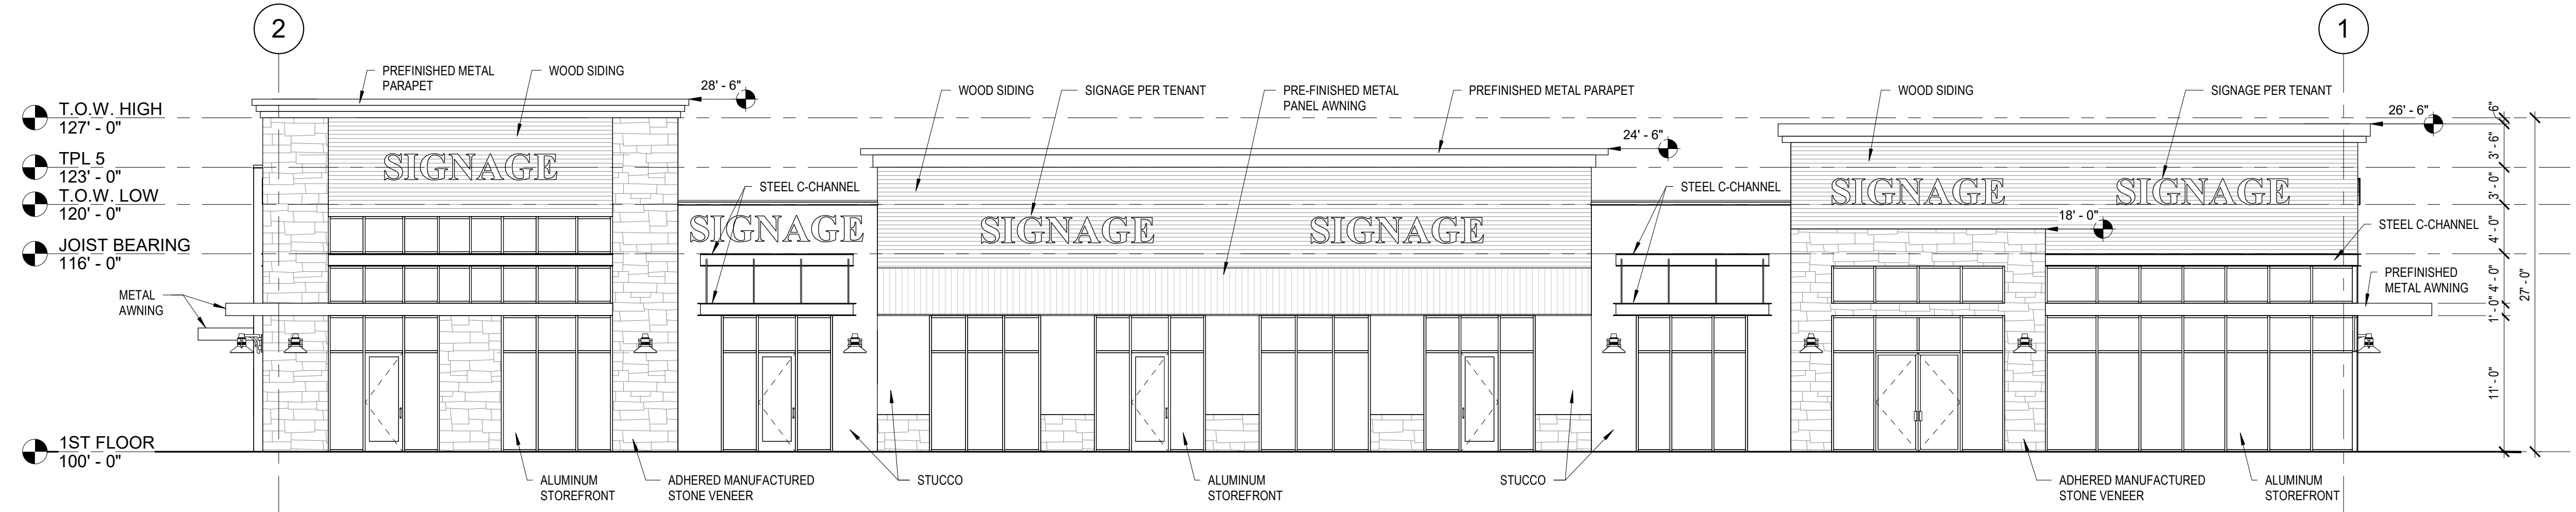 2
1
PREFINISHED METAL
PARAPET
WOOD SIDING
28' - 6"
WOOD SIDING
SIGNAGE PER TENANT
PRE-FINISHED METAL
PANEL AWNING
PREFINISHED METAL PARAPET
WOOD SIDING
SIGNAGE PER TENANT
26' - 6"
6"
T.O.W. HIGH
127' - 0"
24' - 6"
3' - 6"
TPL 5
123' - 0"
SIGNAGE
STEEL C-CHANNEL
STEEL C-CHANNEL
SIGNAGE
SIGNAGE
3' - 0"
T.O.W. LOW
120' - 0"
SIGNAGE
SIGNAGE
SIGNAGE
18' - 0"
STEEL C-CHANNEL
4' - 0"
JOIST BEARING
116' - 0"
METAL
AWNING
PREFINISHED
METAL AWNING
4' - 0"
1' - 0"
27' - 0"
11' - 0"
1ST FLOOR
100' - 0"
ALUMINUM
STOREFRONT
ADHERED MANUFACTURED
STONE VENEER
STUCCO
ALUMINUM
STOREFRONT
STUCCO
ADHERED MANUFACTURED
STONE VENEER
ALUMINUM
STOREFRONT